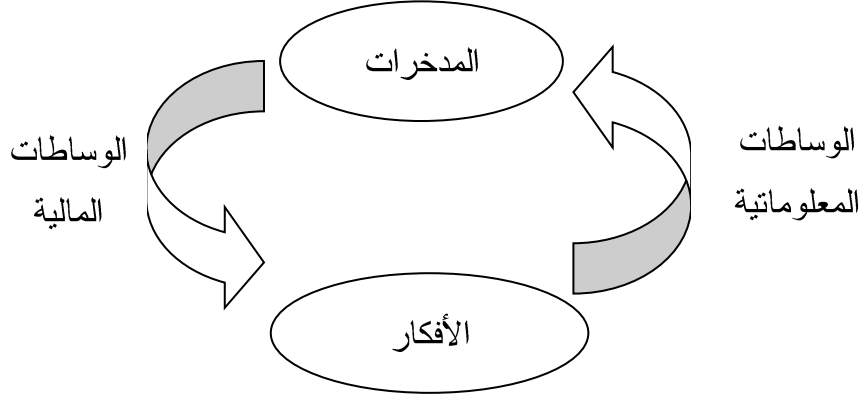 المدخرات
الوساطات
المعلوماتية
الوساطات
المالية
الأفكار